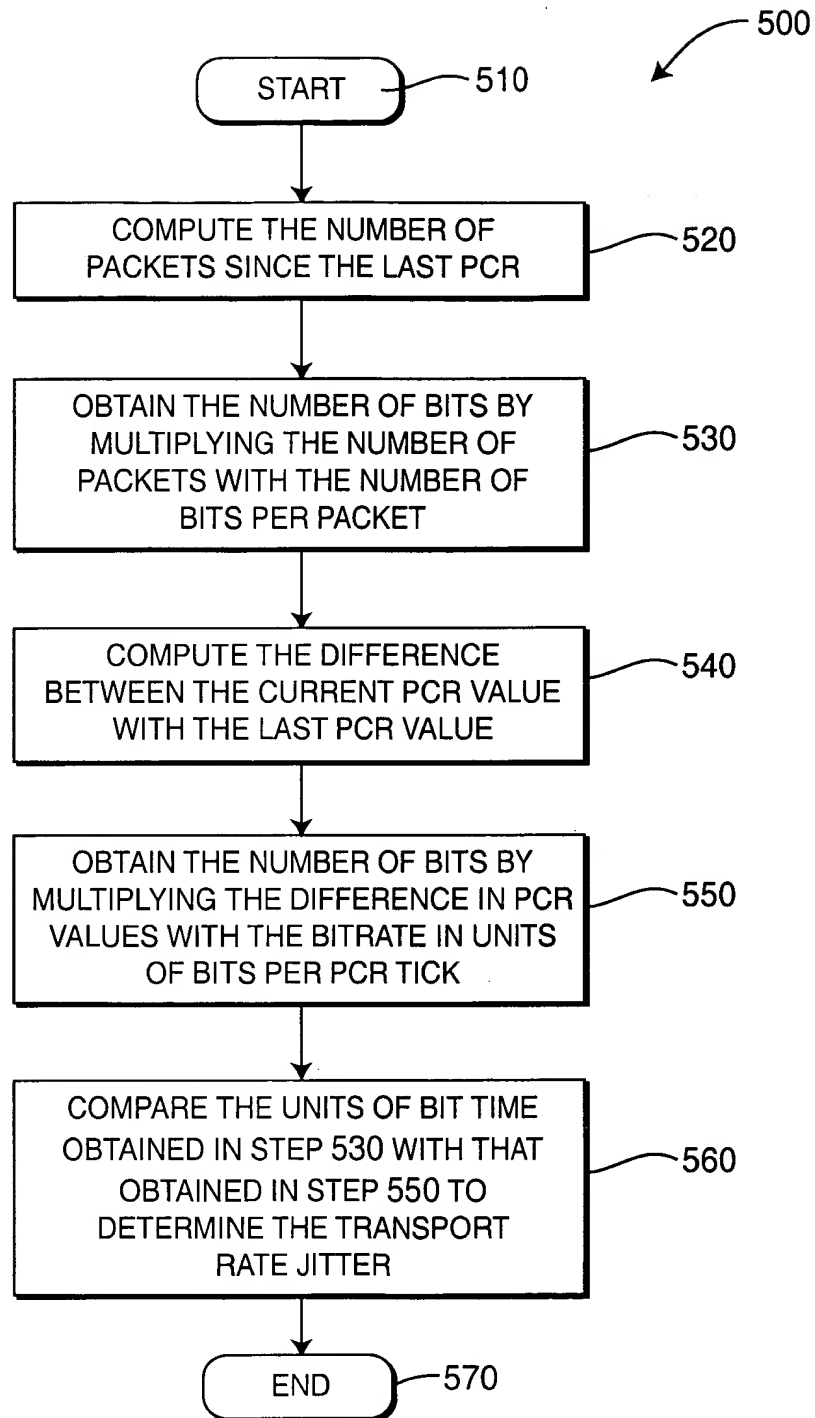 500
START
510
COMPUTE THE NUMBER OF
PACKETS SINCE THE LAST PCR
520
OBTAIN THE NUMBER OF BITS BY
MULTIPLYING THE NUMBER OF
PACKETS WITH THE NUMBER OF
BITS PER PACKET
530
COMPUTE THE DIFFERENCE
BETWEEN THE CURRENT PCR VALUE
WITH THE LAST PCR VALUE
540
OBTAIN THE NUMBER OF BITS BY
MULTIPLYING THE DIFFERENCE IN PCR
VALUES WITH THE BITRATE IN UNITS
OF BITS PER PCR TICK
550
COMPARE THE UNITS OF BIT TIME
OBTAINED IN STEP 530 WITH THAT
OBTAINED IN STEP 550 TO
DETERMINE THE TRANSPORT
RATE JITTER
560
END
570